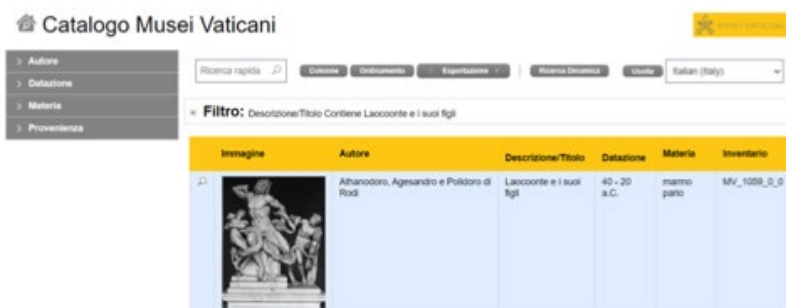 Catalogo Musei Vaticani
MUSEI VATICANI
> Autore
> Datazione
> Materia
> Provenienza
Ricerca rapida
Colonne Ordinamento Esportazione Ricerca Dinamica Uscita Italian (Italy)
Filtro: Descrizione/Titolo Contiene Laocoonte e i suoi figli
Immagine Autore Descrizione/Titolo Datazione Materia Inventario
Athanodoro, Agesandro e Polidoro di Laocoonte e i suoi 40 - 20 marmo MV_1059_0_0
Rodi figli a.C. pario